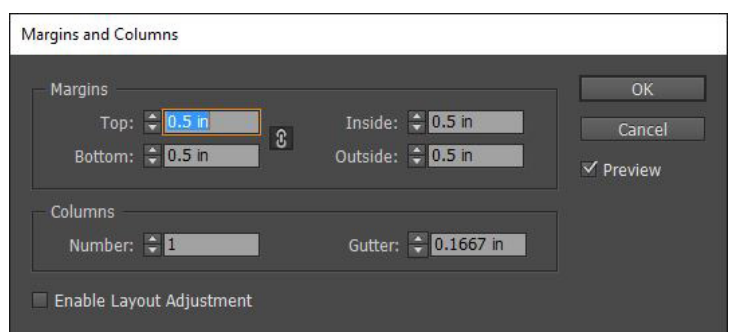 Margins and Columns
Margins
Top: 0.5 in
Inside: 0.5 in
Bottom: 0.5 in
Outside: 0.5 in
OK
Cancel
Preview
Columns
Number: 1
Gutter: 0.1667 in
Enable Layout Adjustment